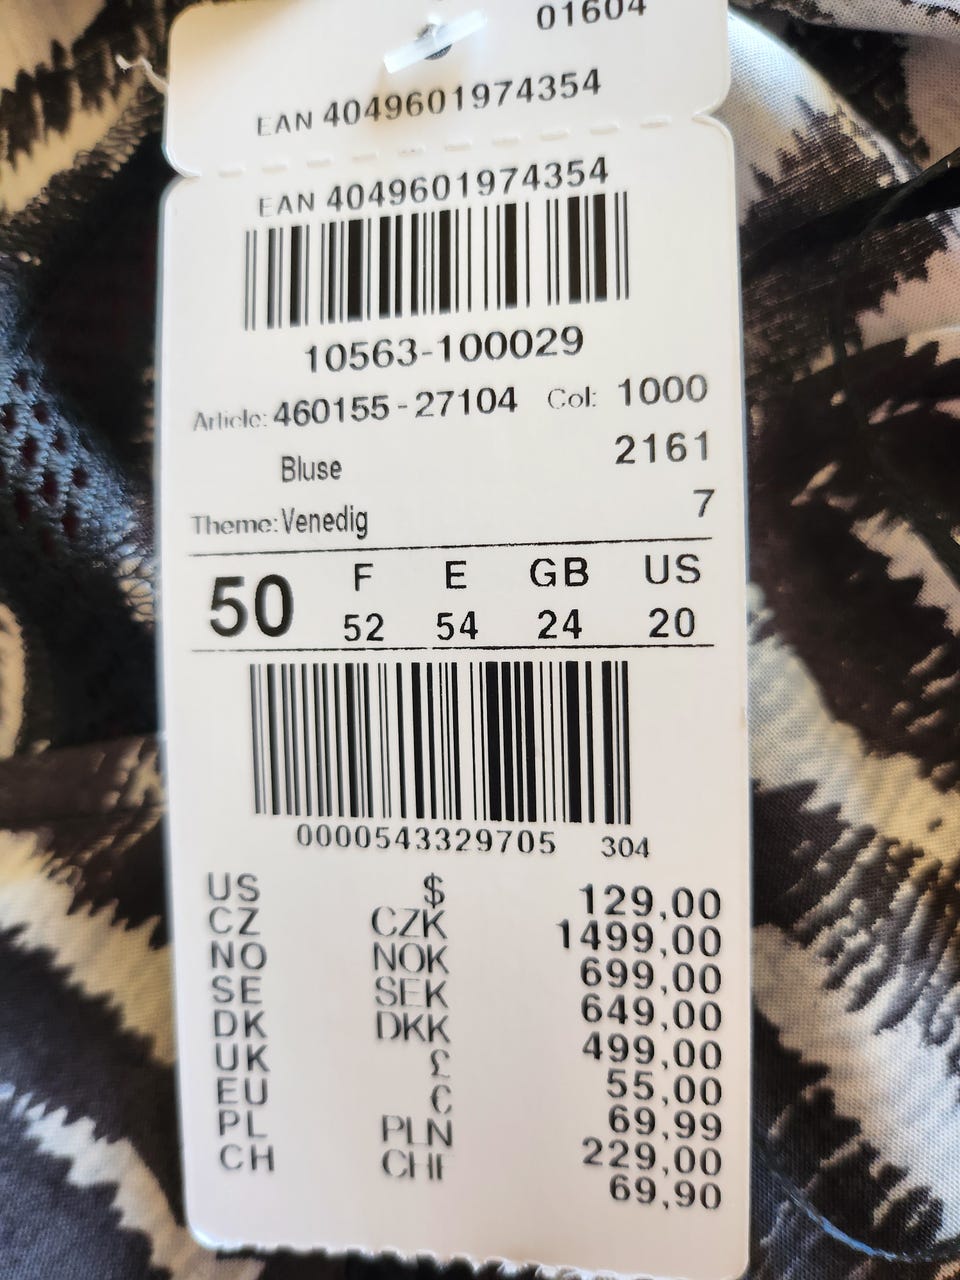 01604
EAN 4049601974354
EAN 4049601974354
10563-100029
Article: 460155-27104 Col: 1000
Bluse 2161
Theme: Venedig 7
50 F E GB US
52 54 24 20
0000543329705 304
US $ 129,00
CZ CZK 1499,00
NO NOK 699,00
SE SEK 649,00
DK DKK 499,00
UK £ 55,00
EU € 69,99
PL PLN 229,00
CH CHF 69,90